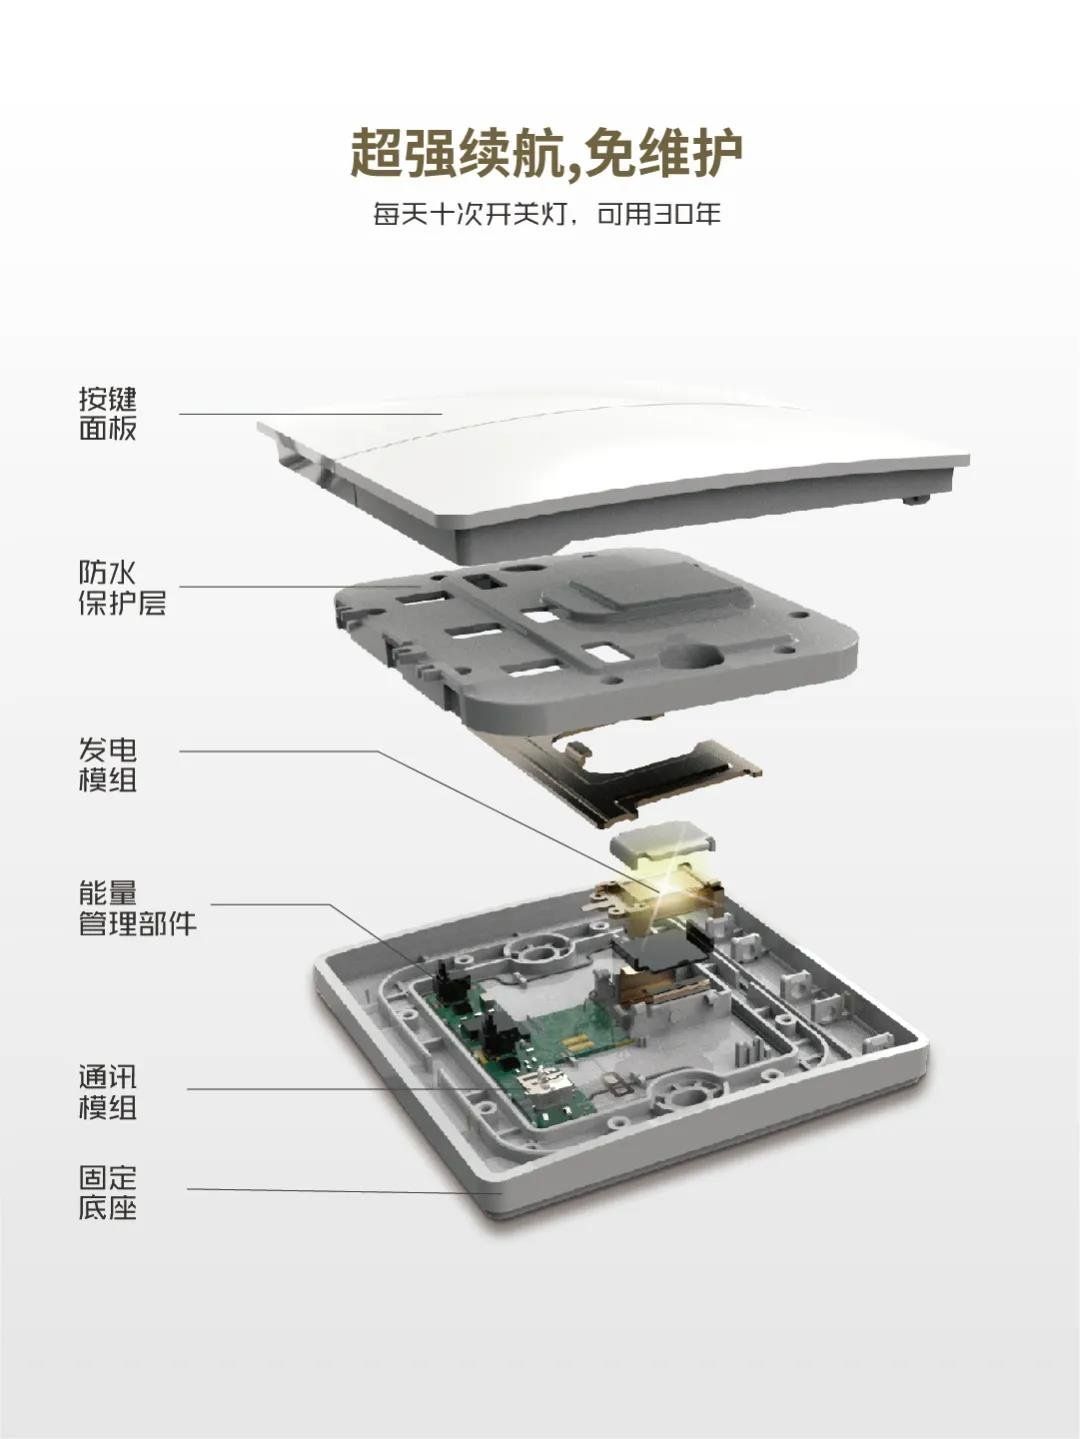 超强续航,免维护
每天十次开关灯，可用30年
按键
面板
防水
保护层
发电
模组
能量
管理部件
通讯
模组
固定
底座